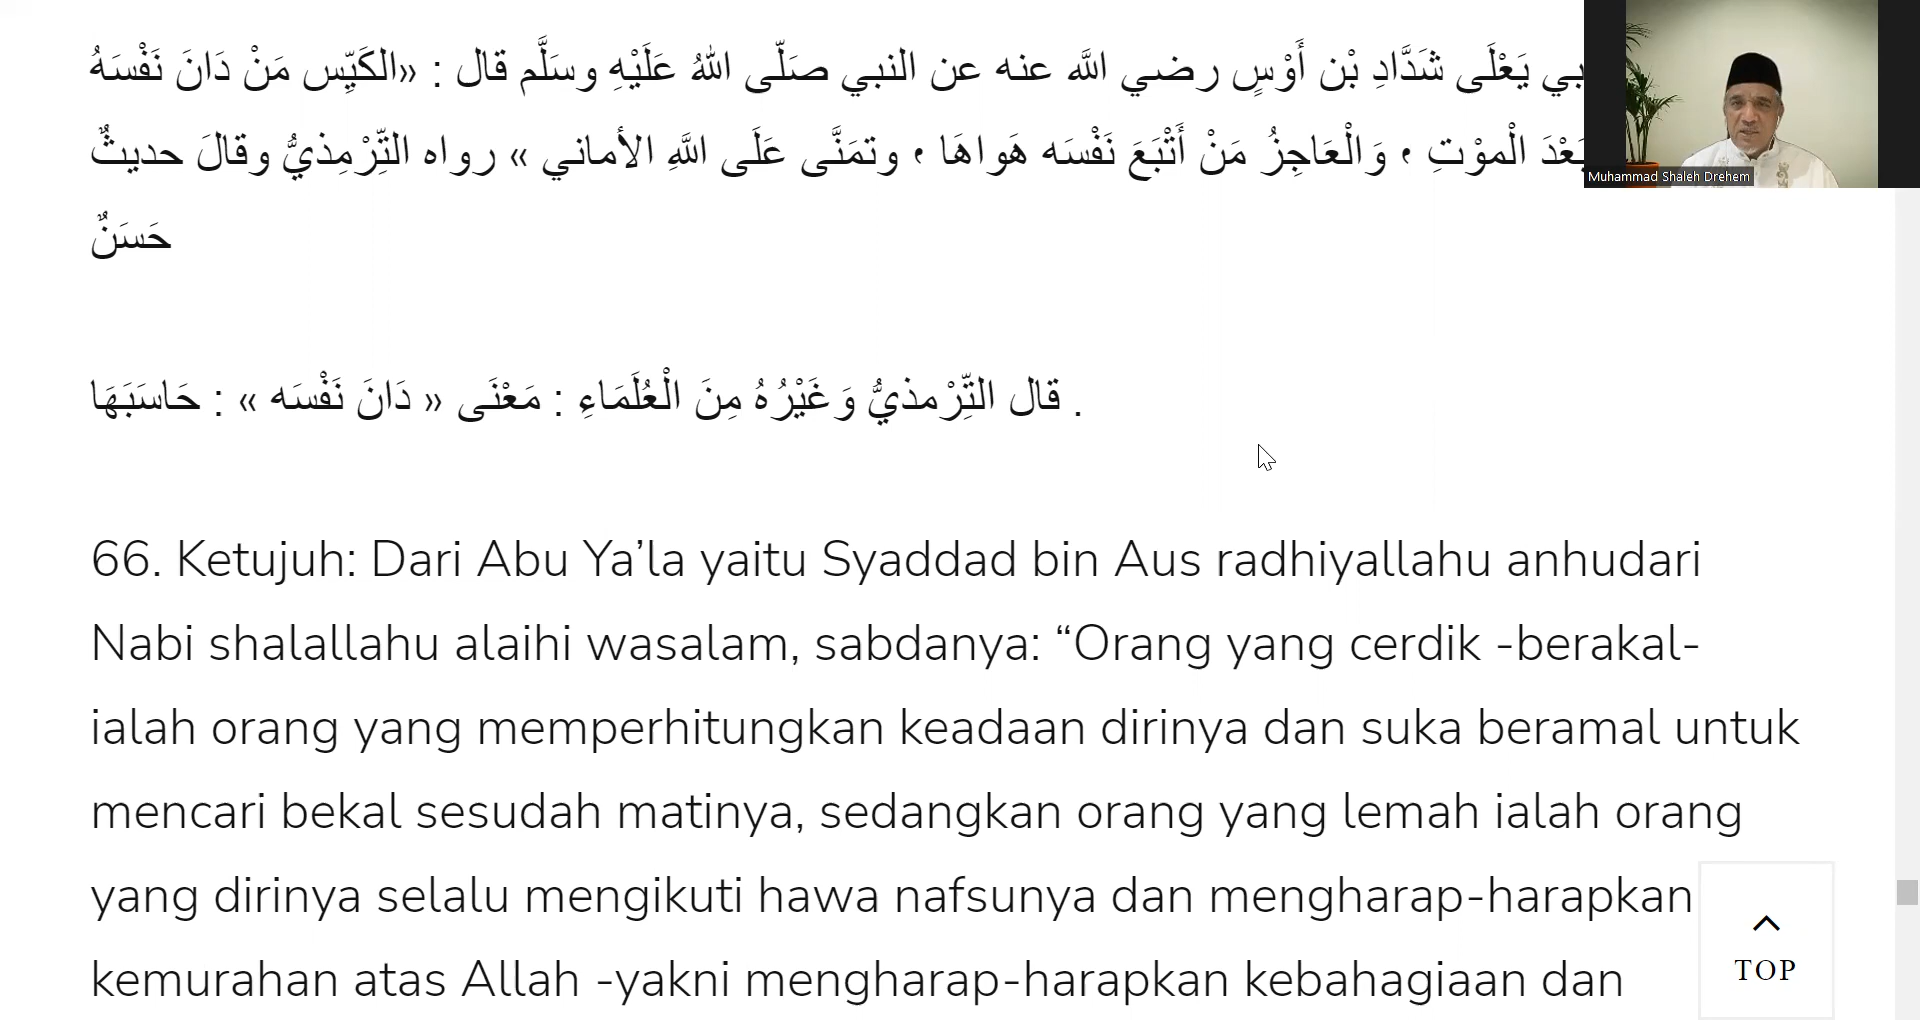 بي يَعْلَى شَدَّادِ بْن أَوْسٍ رضي الله عنه عن النبي صَلّى اللهُ عَلَيْهِ وسَلَّم قال : «الكَيِّس مَنْ دَانَ نَفْسَهُ
بَعْدَ الْموْتِ ، وَالْعَاجِزُ مَنْ أَتْبَعَ نَفْسَه هَواهَا ، وتمَنَّى عَلَى اللَّهِ الأماني » رواه التِّرْمِذيُّ وقالَ حديثٌ
حَسَنٌ
قال التِّرْمذيُّ وَغَيْرُهُ مِنَ الْعُلَمَاءِ : مَعْنَى « دَانَ نَفْسَه » : حَاسَبَهَا .
66. Ketujuh: Dari Abu Ya’la yaitu Syaddad bin Aus radhiyallahu anhudari
Nabi shalallahu alaihi wasalam, sabdanya: “Orang yang cerdik -berakal-
ialah orang yang memperhitungkan keadaan dirinya dan suka beramal untuk
mencari bekal sesudah matinya, sedangkan orang yang lemah ialah orang
yang dirinya selalu mengikuti hawa nafsunya dan mengharap-harapkan
kemurahan atas Allah -yakni mengharap-harapkan kebahagiaan dan
Muhammad Shaleh Drehem
TOP